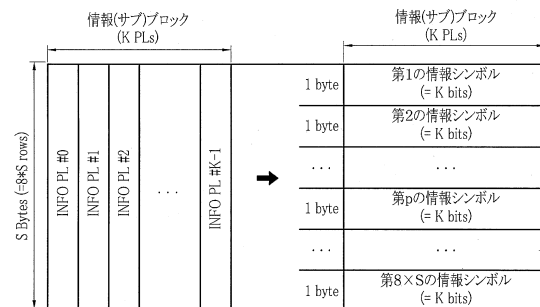 情報(サブ)ブロック
(K PLs)
S Bytes (=8*S rows)
INFO PL #0
INFO PL #1
INFO PL #2
. . .
INFO PL #K-1
情報(サブ)ブロック
(K PLs)
1 byte
第1の情報シンボル
(= K bits)
1 byte
第2の情報シンボル
(= K bits)
. . .
. . .
1 byte
第pの情報シンボル
(= K bits)
. . .
. . .
1 byte
第8×Sの情報シンボル
(= K bits)